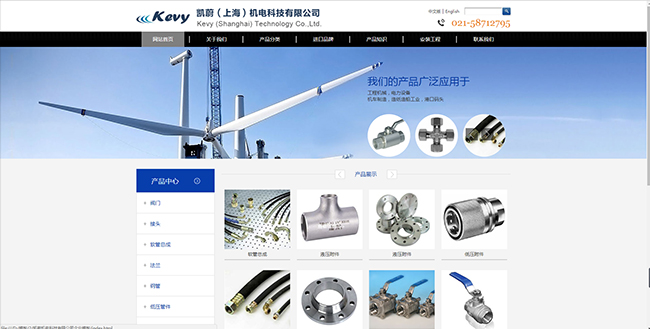 Kevy
凯蔚（上海）机电科技有限公司
Kevy (Shanghai) Technology Co.,Ltd.
中文版 | English
021-58712795
网站首页 关于我们 产品分类 进口品牌 产品知识 安装工程 联系我们
我们的产品广泛应用于
工程机械，电力设备
机车制造，造纸造船工业，港口码头
产品中心
产品展示
阀门
接头
软管总成
法兰
钢管
低压管件
软管总成
高压附件
高压附件
低压附件